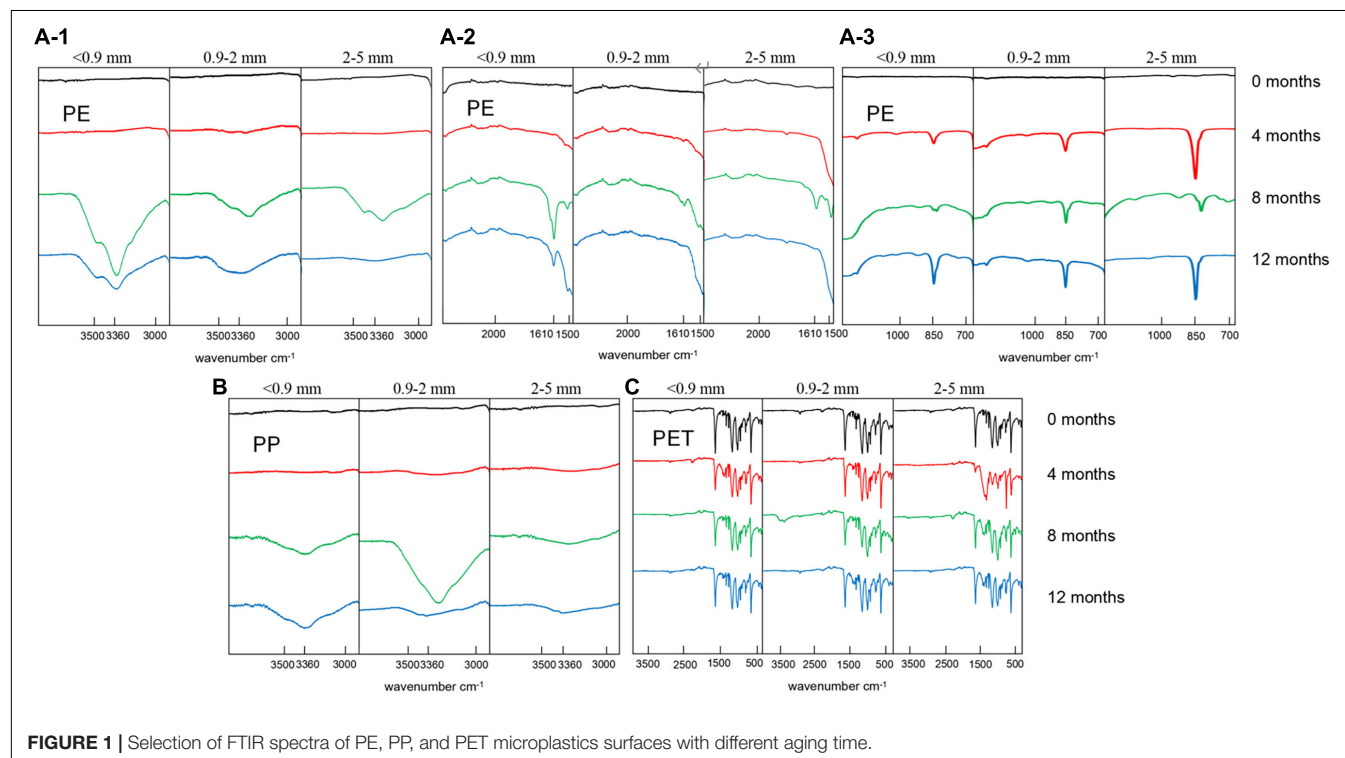 A-1
A-2
A-3
<0.9 mm 0.9-2 mm 2-5 mm
<0.9 mm 0.9-2 mm 2-5 mm
<0.9 mm 0.9-2 mm 2-5 mm
PE
PE
PE
0 months
4 months
8 months
12 months
3500 3360 3000 3500 3360 3000 3500 3360 3000
wavenumber cm-1
2000 1610 1500 2000 1610 1500 2000 1610 1500
wavenumber cm-1
1000 850 700 1000 850 700 1000 850 700
wavenumber cm-1
B
<0.9 mm 0.9-2 mm 2-5 mm
PP
3500 3360 3000 3500 3360 3000 3500 3360 3000
wavenumber cm-1
C
<0.9 mm 0.9-2 mm 2-5 mm
PET
0 months
4 months
8 months
12 months
3500 2500 1500 500 3500 2500 1500 500 3500 2500 1500 500
wavenumber cm-1
FIGURE 1 | Selection of FTIR spectra of PE, PP, and PET microplastics surfaces with different aging time.